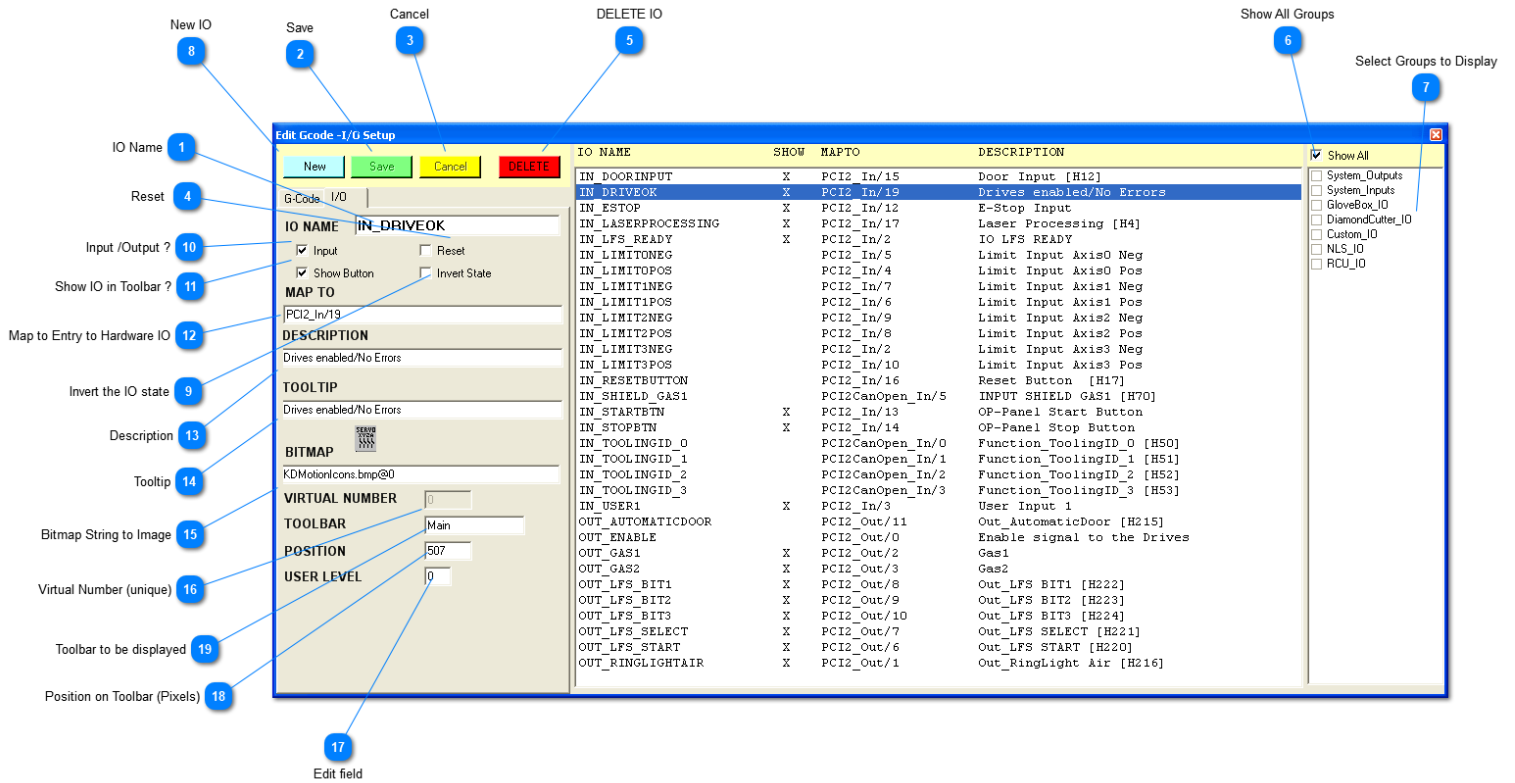 Cancel
DELETE IO
Show All Groups
New IO
Save
8
2
3
5
6
Select Groups to Display
7
Edit Gcode -I/O Setup
IO Name 1
New Save Cancel DELETE
IO NAME SHOW MAPTO DESCRIPTION
Show All
Reset 4
G-Code I/O
IO NAME IN_DRIVEOK
Input /Output ? 10
Input Reset
Show IO in Toolbar ? 11
Show Button Invert State
MAP TO
Map to Entry to Hardware IO 12
PCI2_In/19
DESCRIPTION
Drives enabled/No Errors
Invert the IO state 9
TOOLTIP
Drives enabled/No Errors
Description 13
BITMAP
SERVO
XYZA
Tooltip 14
KDMotionIcons.bmp@0
VIRTUAL NUMBER 0
Bitmap String to Image 15
TOOLBAR Main
POSITION 507
USER LEVEL 0
Virtual Number (unique) 16
Toolbar to be displayed 19
Position on Toolbar (Pixels) 18
17
Edit field
IN_DOORINPUT X PCI2_In/15 Door Input [H12]
IN_DRIVEOK X PCI2_In/19 Drives enabled/No Errors
IN_ESTOP X PCI2_In/12 E-Stop Input
IN_LASERPROCESSING X PCI2_In/17 Laser Processing [H4]
IN_LFS_READY X PCI2_In/2 IO LFS READY
IN_LIMIT0NEG PCI2_In/5 Limit Input Axis0 Neg
IN_LIMIT0POS PCI2_In/4 Limit Input Axis0 Pos
IN_LIMIT1NEG PCI2_In/7 Limit Input Axis1 Neg
IN_LIMIT1POS PCI2_In/6 Limit Input Axis1 Pos
IN_LIMIT2NEG PCI2_In/9 Limit Input Axis2 Neg
IN_LIMIT2POS PCI2_In/8 Limit Input Axis2 Pos
IN_LIMIT3NEG PCI2_In/2 Limit Input Axis3 Neg
IN_LIMIT3POS PCI2_In/10 Limit Input Axis3 Pos
IN_RESETBUTTON PCI2_In/16 Reset Button [H17]
IN_SHIELD_GAS1 PCI2CanOpen_In/5 INPUT SHIELD GAS1 [H70]
IN_STARTBTN X PCI2_In/13 OP-Panel Start Button
IN_STOPBTN X PCI2_In/14 OP-Panel Stop Button
IN_TOOLINGID_0 PCI2CanOpen_In/0 Function_ToolingID_0 [H50]
IN_TOOLINGID_1 PCI2CanOpen_In/1 Function_ToolingID_1 [H51]
IN_TOOLINGID_2 PCI2CanOpen_In/2 Function_ToolingID_2 [H52]
IN_TOOLINGID_3 PCI2CanOpen_In/3 Function_ToolingID_3 [H53]
IN_USER1 X PCI2_In/3 User Input 1
OUT_AUTOMATICDOOR PCI2_Out/11 Out_AutomaticDoor [H215]
OUT_ENABLE PCI2_Out/0 Enable signal to the Drives
OUT_GAS1 X PCI2_Out/2 Gas1
OUT_GAS2 X PCI2_Out/3 Gas2
OUT_LFS_BIT1 X PCI2_Out/8 Out_LFS BIT1 [H222]
OUT_LFS_BIT2 X PCI2_Out/9 Out_LFS BIT2 [H223]
OUT_LFS_BIT3 X PCI2_Out/10 Out_LFS BIT3 [H224]
OUT_LFS_SELECT X PCI2_Out/7 Out_LFS SELECT [H221]
OUT_LFS_START X PCI2_Out/6 Out_LFS START [H220]
OUT_RINGLIGHTAIR X PCI2_Out/1 Out_RingLight Air [H216]
System_Outputs
System_Inputs
GloveBox_IO
DiamondCutter_IO
Custom_IO
NLS_IO
RCU_IO